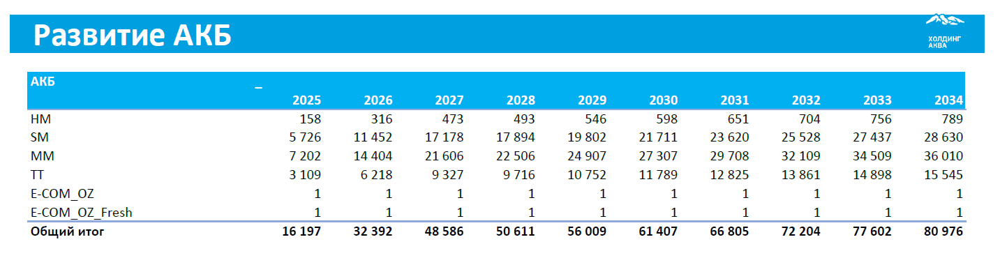 Развитие АКБ
ХОЛДИНГ
АКВА
АКБ _
2025 2026 2027 2028 2029 2030 2031 2032 2033 2034
HM 158 316 473 493 546 598 651 704 756 789
SM 5 726 11 452 17 178 17 894 19 802 21 711 23 620 25 528 27 437 28 630
MM 7 202 14 404 21 606 22 506 24 907 27 307 29 708 32 109 34 509 36 010
TT 3 109 6 218 9 327 9 716 10 752 11 789 12 825 13 861 14 898 15 545
E-COM_OZ 1 1 1 1 1 1 1 1 1 1
E-COM_OZ_Fresh 1 1 1 1 1 1 1 1 1 1
Общий итог 16 197 32 392 48 586 50 611 56 009 61 407 66 805 72 204 77 602 80 976